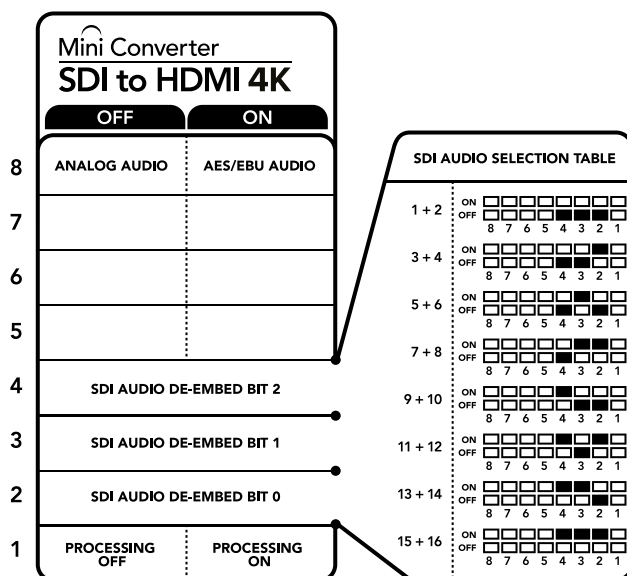 Mini Converter
SDI to HDMI 4K
OFF ON
8 ANALOG AUDIO AES/EBU AUDIO
7
6
5
4 SDI AUDIO DE-EMBED BIT 2
3 SDI AUDIO DE-EMBED BIT 1
2 SDI AUDIO DE-EMBED BIT 0
1 PROCESSING OFF PROCESSING ON
SDI AUDIO SELECTION TABLE
1 + 2 ON
OFF
8 7 6 5 4 3 2 1
3 + 4 ON
OFF
8 7 6 5 4 3 2 1
5 + 6 ON
OFF
8 7 6 5 4 3 2 1
7 + 8 ON
OFF
8 7 6 5 4 3 2 1
9 + 10 ON
OFF
8 7 6 5 4 3 2 1
11 + 12 ON
OFF
8 7 6 5 4 3 2 1
13 + 14 ON
OFF
8 7 6 5 4 3 2 1
15 + 16 ON
OFF
8 7 6 5 4 3 2 1